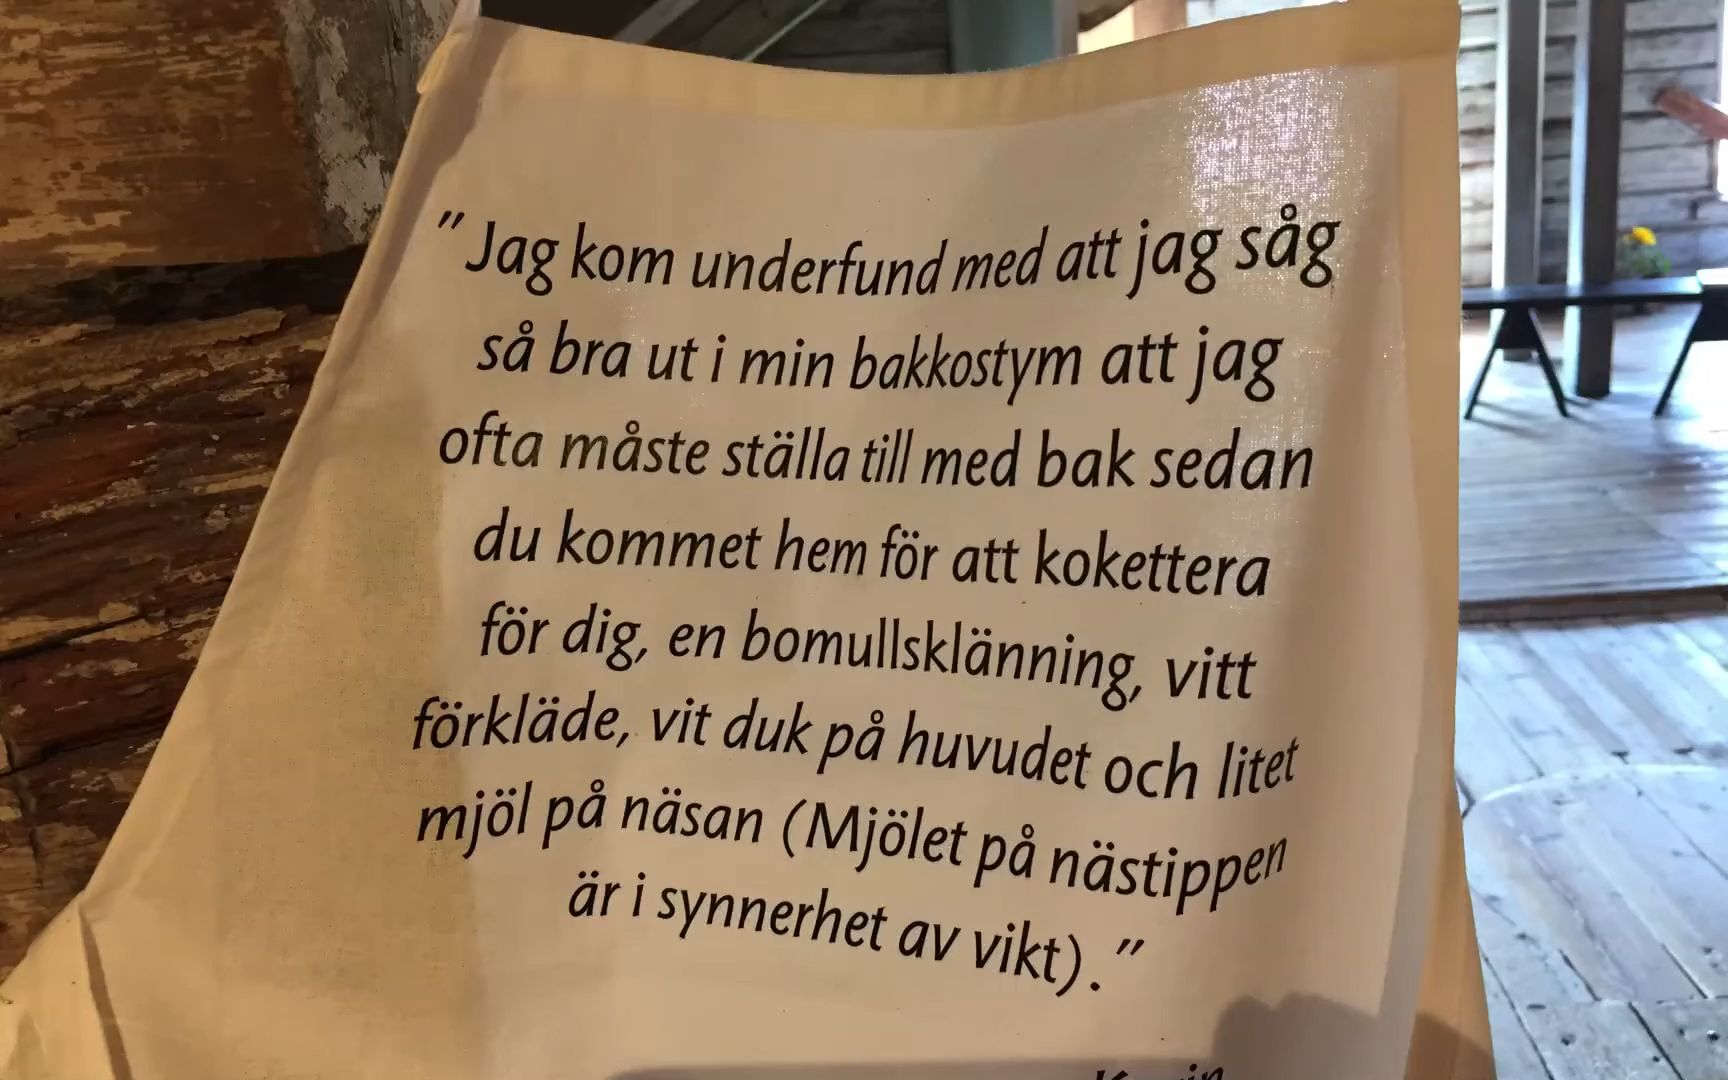 "Jag kom underfund med att jag såg
så bra ut i min bakkostym att jag
ofta måste ställa till med bak sedan
du kommet hem för att kokettera
för dig, en bomullsklänning, vitt
förkläde, vit duk på huvudet och litet
mjöl på näsan (Mjölet på nästippen
är i synnerhet av vikt)."